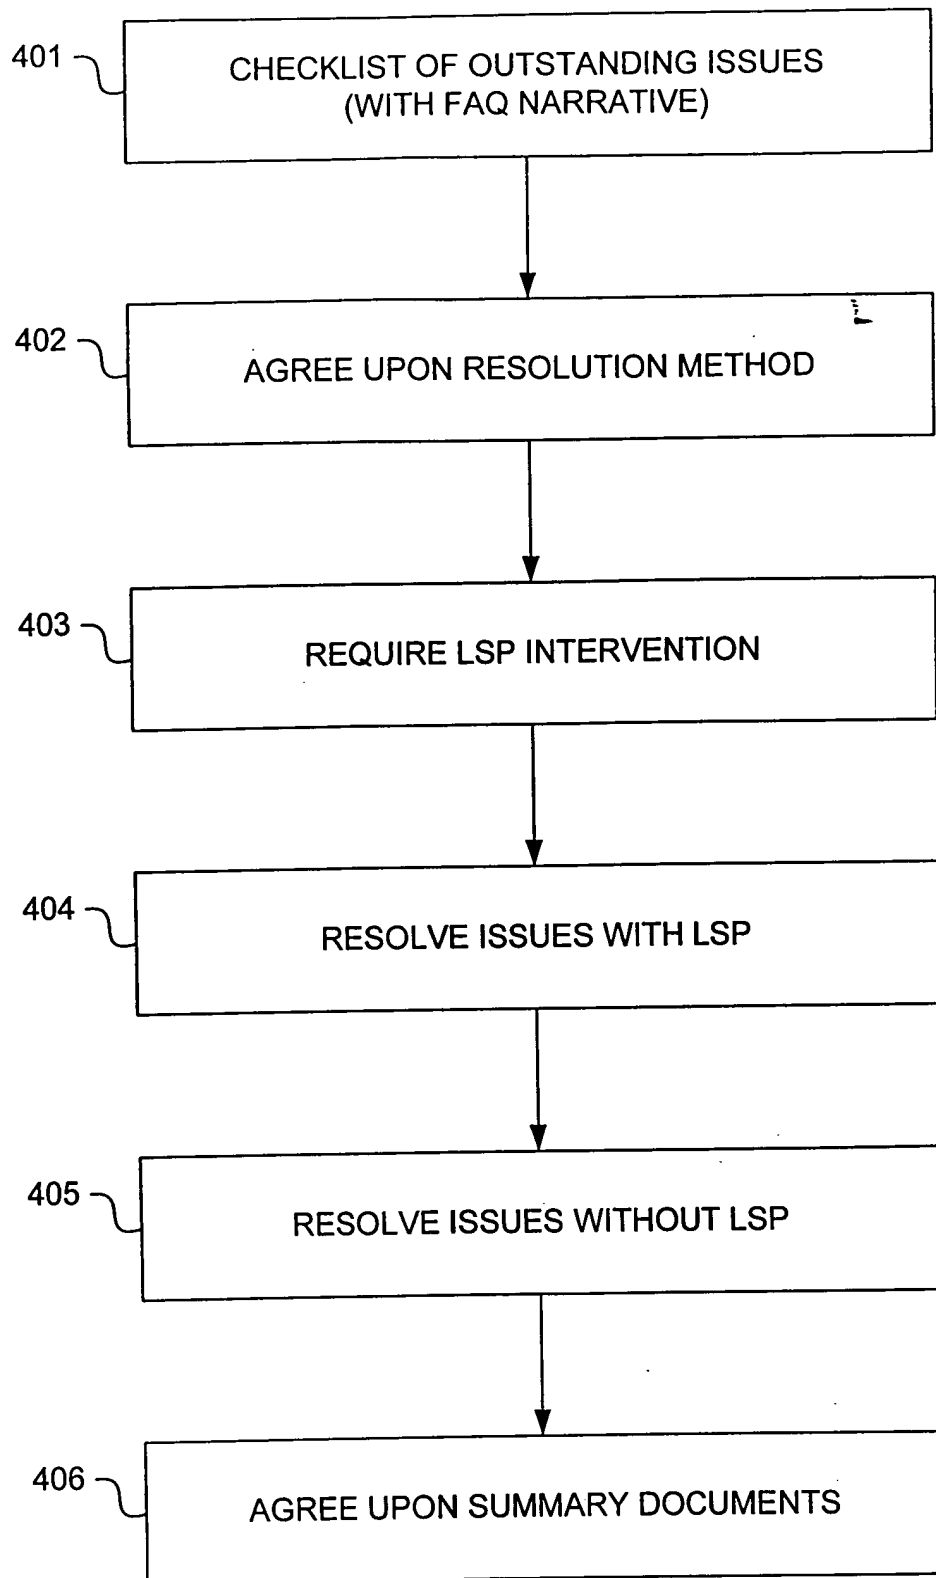 401
CHECKLIST OF OUTSTANDING ISSUES
(WITH FAQ NARRATIVE)
402
AGREE UPON RESOLUTION METHOD
403
REQUIRE LSP INTERVENTION
404
RESOLVE ISSUES WITH LSP
405
RESOLVE ISSUES WITHOUT LSP
406
AGREE UPON SUMMARY DOCUMENTS